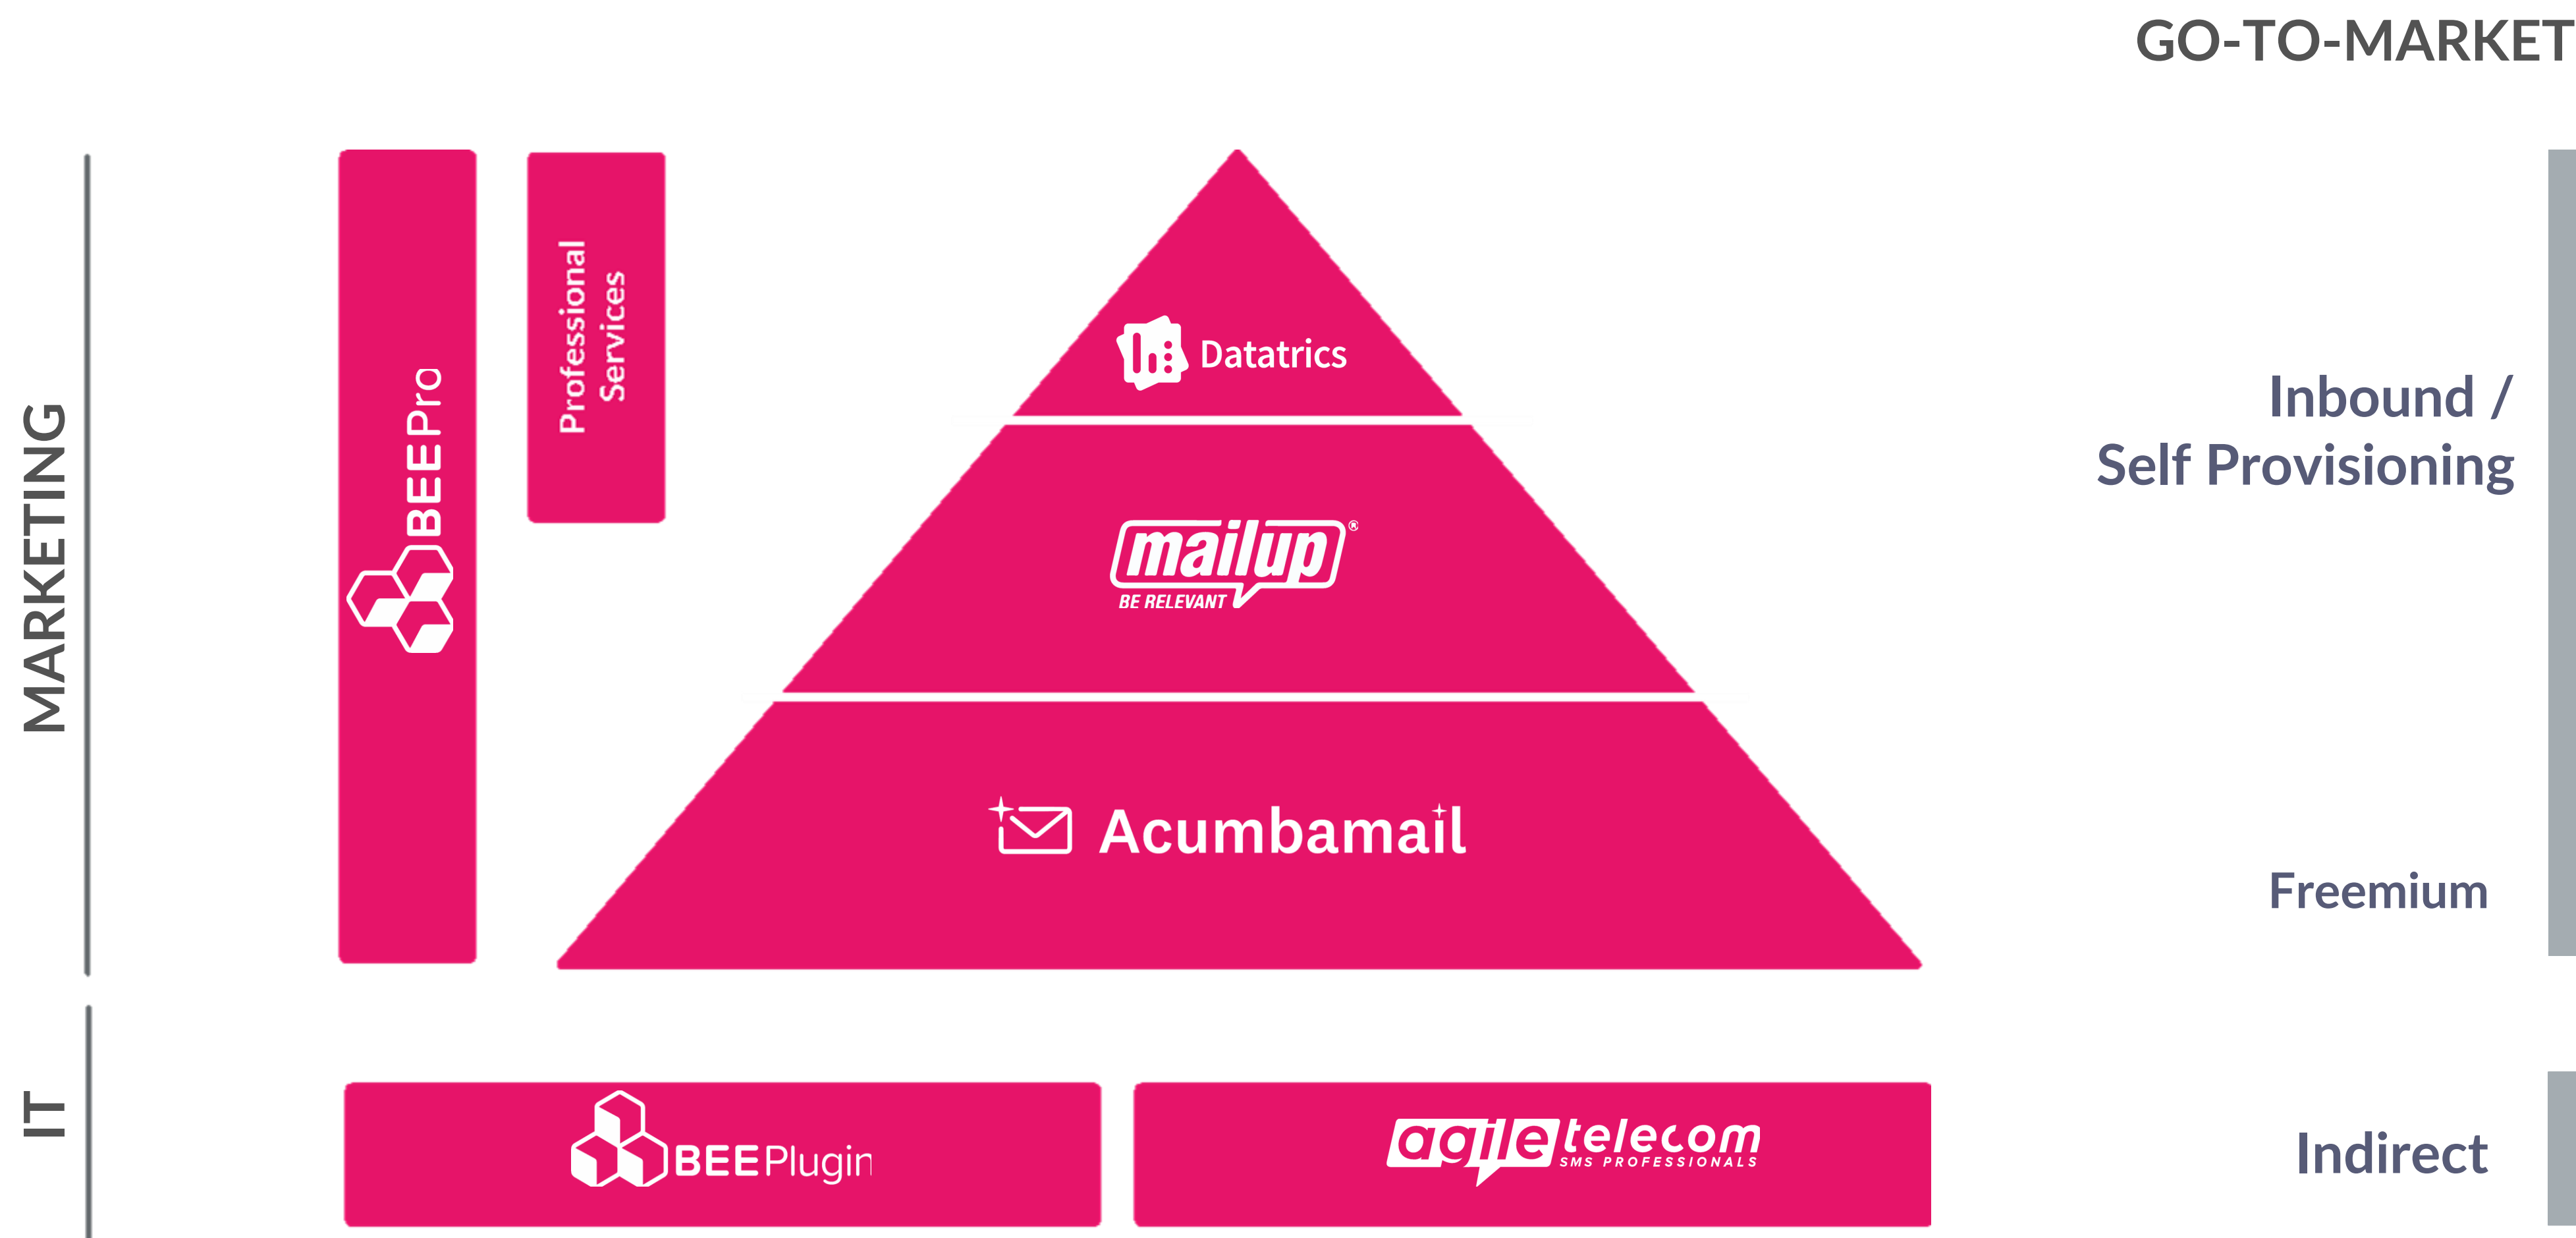 GO-TO-MARKET
MARKETING
BEEPro
Professional
Services
Datatrics
mailup®
BE RELEVANT
Acumbamail
Inbound /
Self Provisioning
Freemium
IT
BEEPlugin
agiletelecom
SMS PROFESSIONALS
Indirect